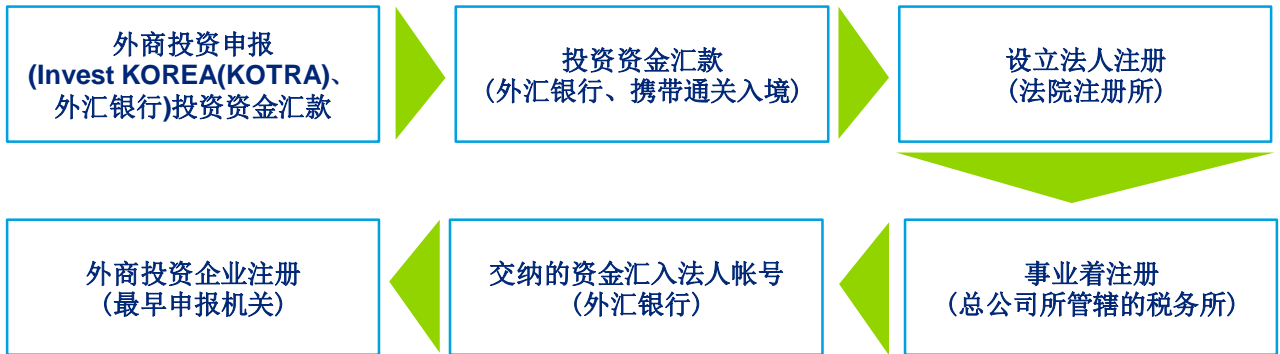 外商投资申报
(Invest KOREA(KOTRA)、
外汇银行)投资资金汇款
投资资金汇款
(外汇银行、携带通关入境)
设立法人注册
(法院注册所)
事业着注册
(总公司所管辖的税务所)
交纳的资金汇入法人帐号
(外汇银行)
外商投资企业注册
(最早申报机关)